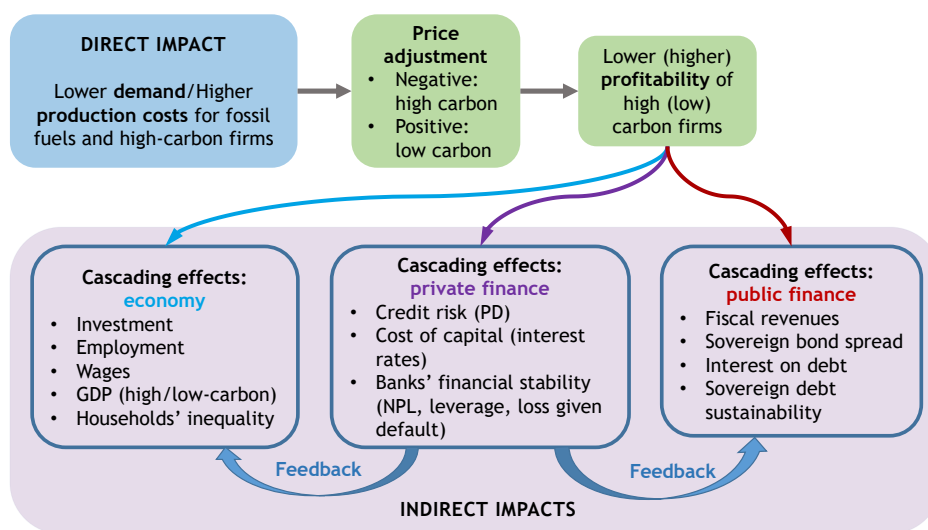 DIRECT IMPACT
Lower demand/Higher
production costs for fossil
fuels and high-carbon firms
Price
adjustment
• Negative:
high carbon
• Positive:
low carbon
Lower (higher)
profitability of
high (low)
carbon firms
Cascading effects:
economy
• Investment
• Employment
• Wages
• GDP (high/low-carbon)
• Households’ inequality
Cascading effects:
private finance
• Credit risk (PD)
• Cost of capital (interest
rates)
• Banks’ financial stability
(NPL, leverage, loss given
default)
Cascading effects:
public finance
• Fiscal revenues
• Sovereign bond spread
• Interest on debt
• Sovereign debt
sustainability
Feedback
Feedback
INDIRECT IMPACTS